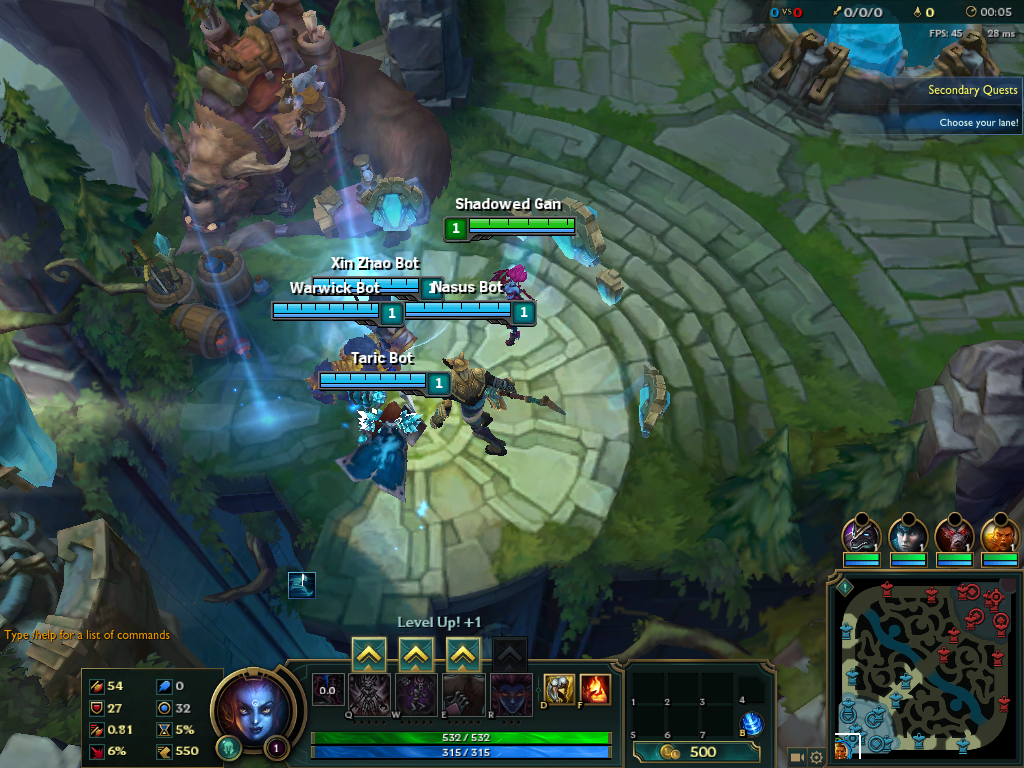 0 vs 0 0/0/0 0 00:05
FPS: 45 28 ms
Secondary Quests
Choose your lane!
Shadowed Gan
1
Xin Zhao Bot
1
Warwick Bot
1
Nasus Bot
1
Taric Bot
1
Type /help for a list of commands
Level Up! +1
54 0
27 32
0.81 5%
6% 550
1
0.0
Q W E R D F
1 2 3 4
5 6 7 B
532 / 532
315 / 315
500